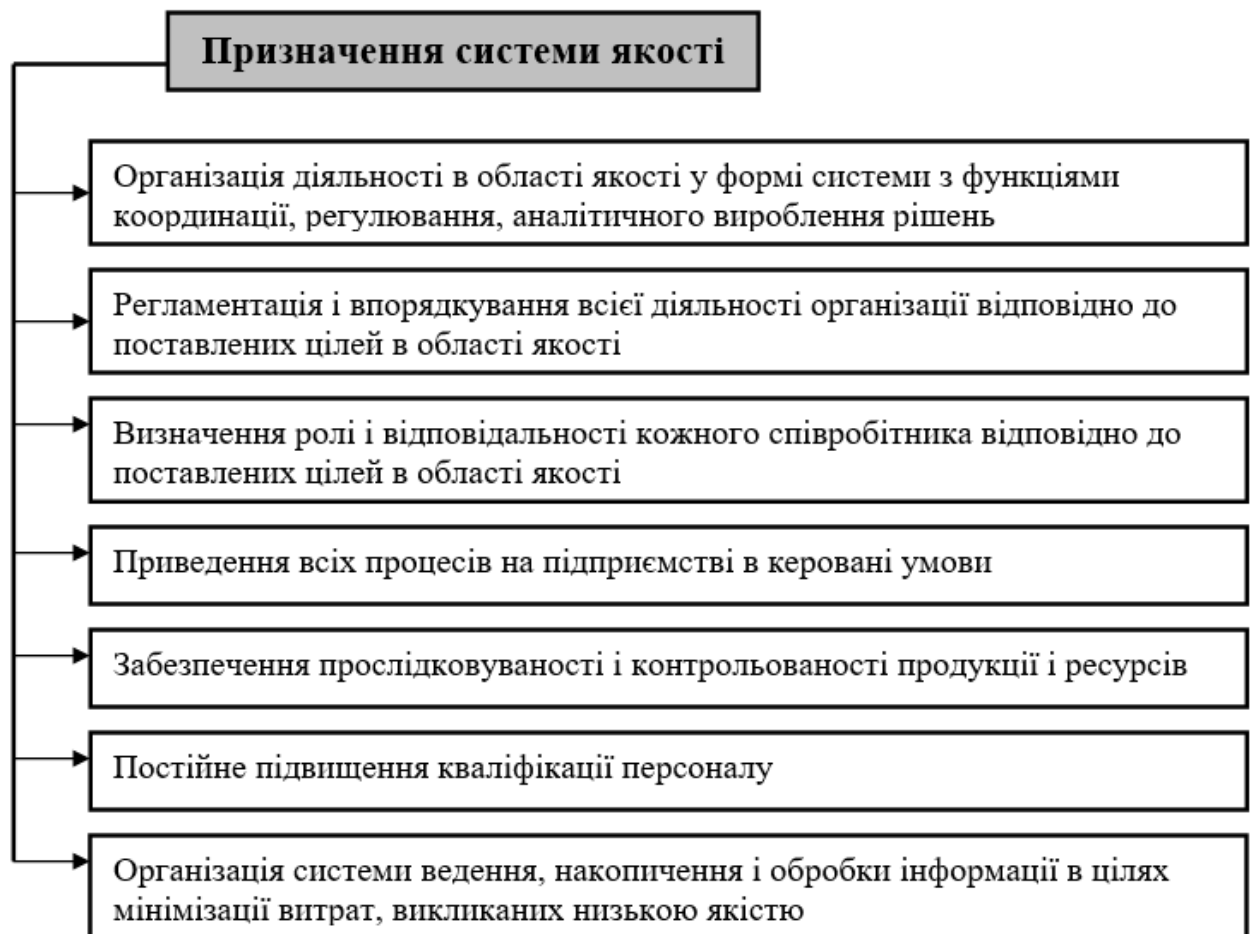 Призначення системи якості
Організація діяльності в області якості у формі системи з функціями
координації, регулювання, аналітичного вироблення рішень
Регламентація і впорядкування всієї діяльності організації відповідно до
поставлених цілей в області якості
Визначення ролі і відповідальності кожного співробітника відповідно до
поставлених цілей в області якості
Приведення всіх процесів на підприємстві в керовані умови
Забезпечення прослідковуваності і контрольованості продукції і ресурсів
Постійне підвищення кваліфікації персоналу
Організація системи ведення, накопичення і обробки інформації в цілях
мінімізації витрат, викликаних низькою якістю